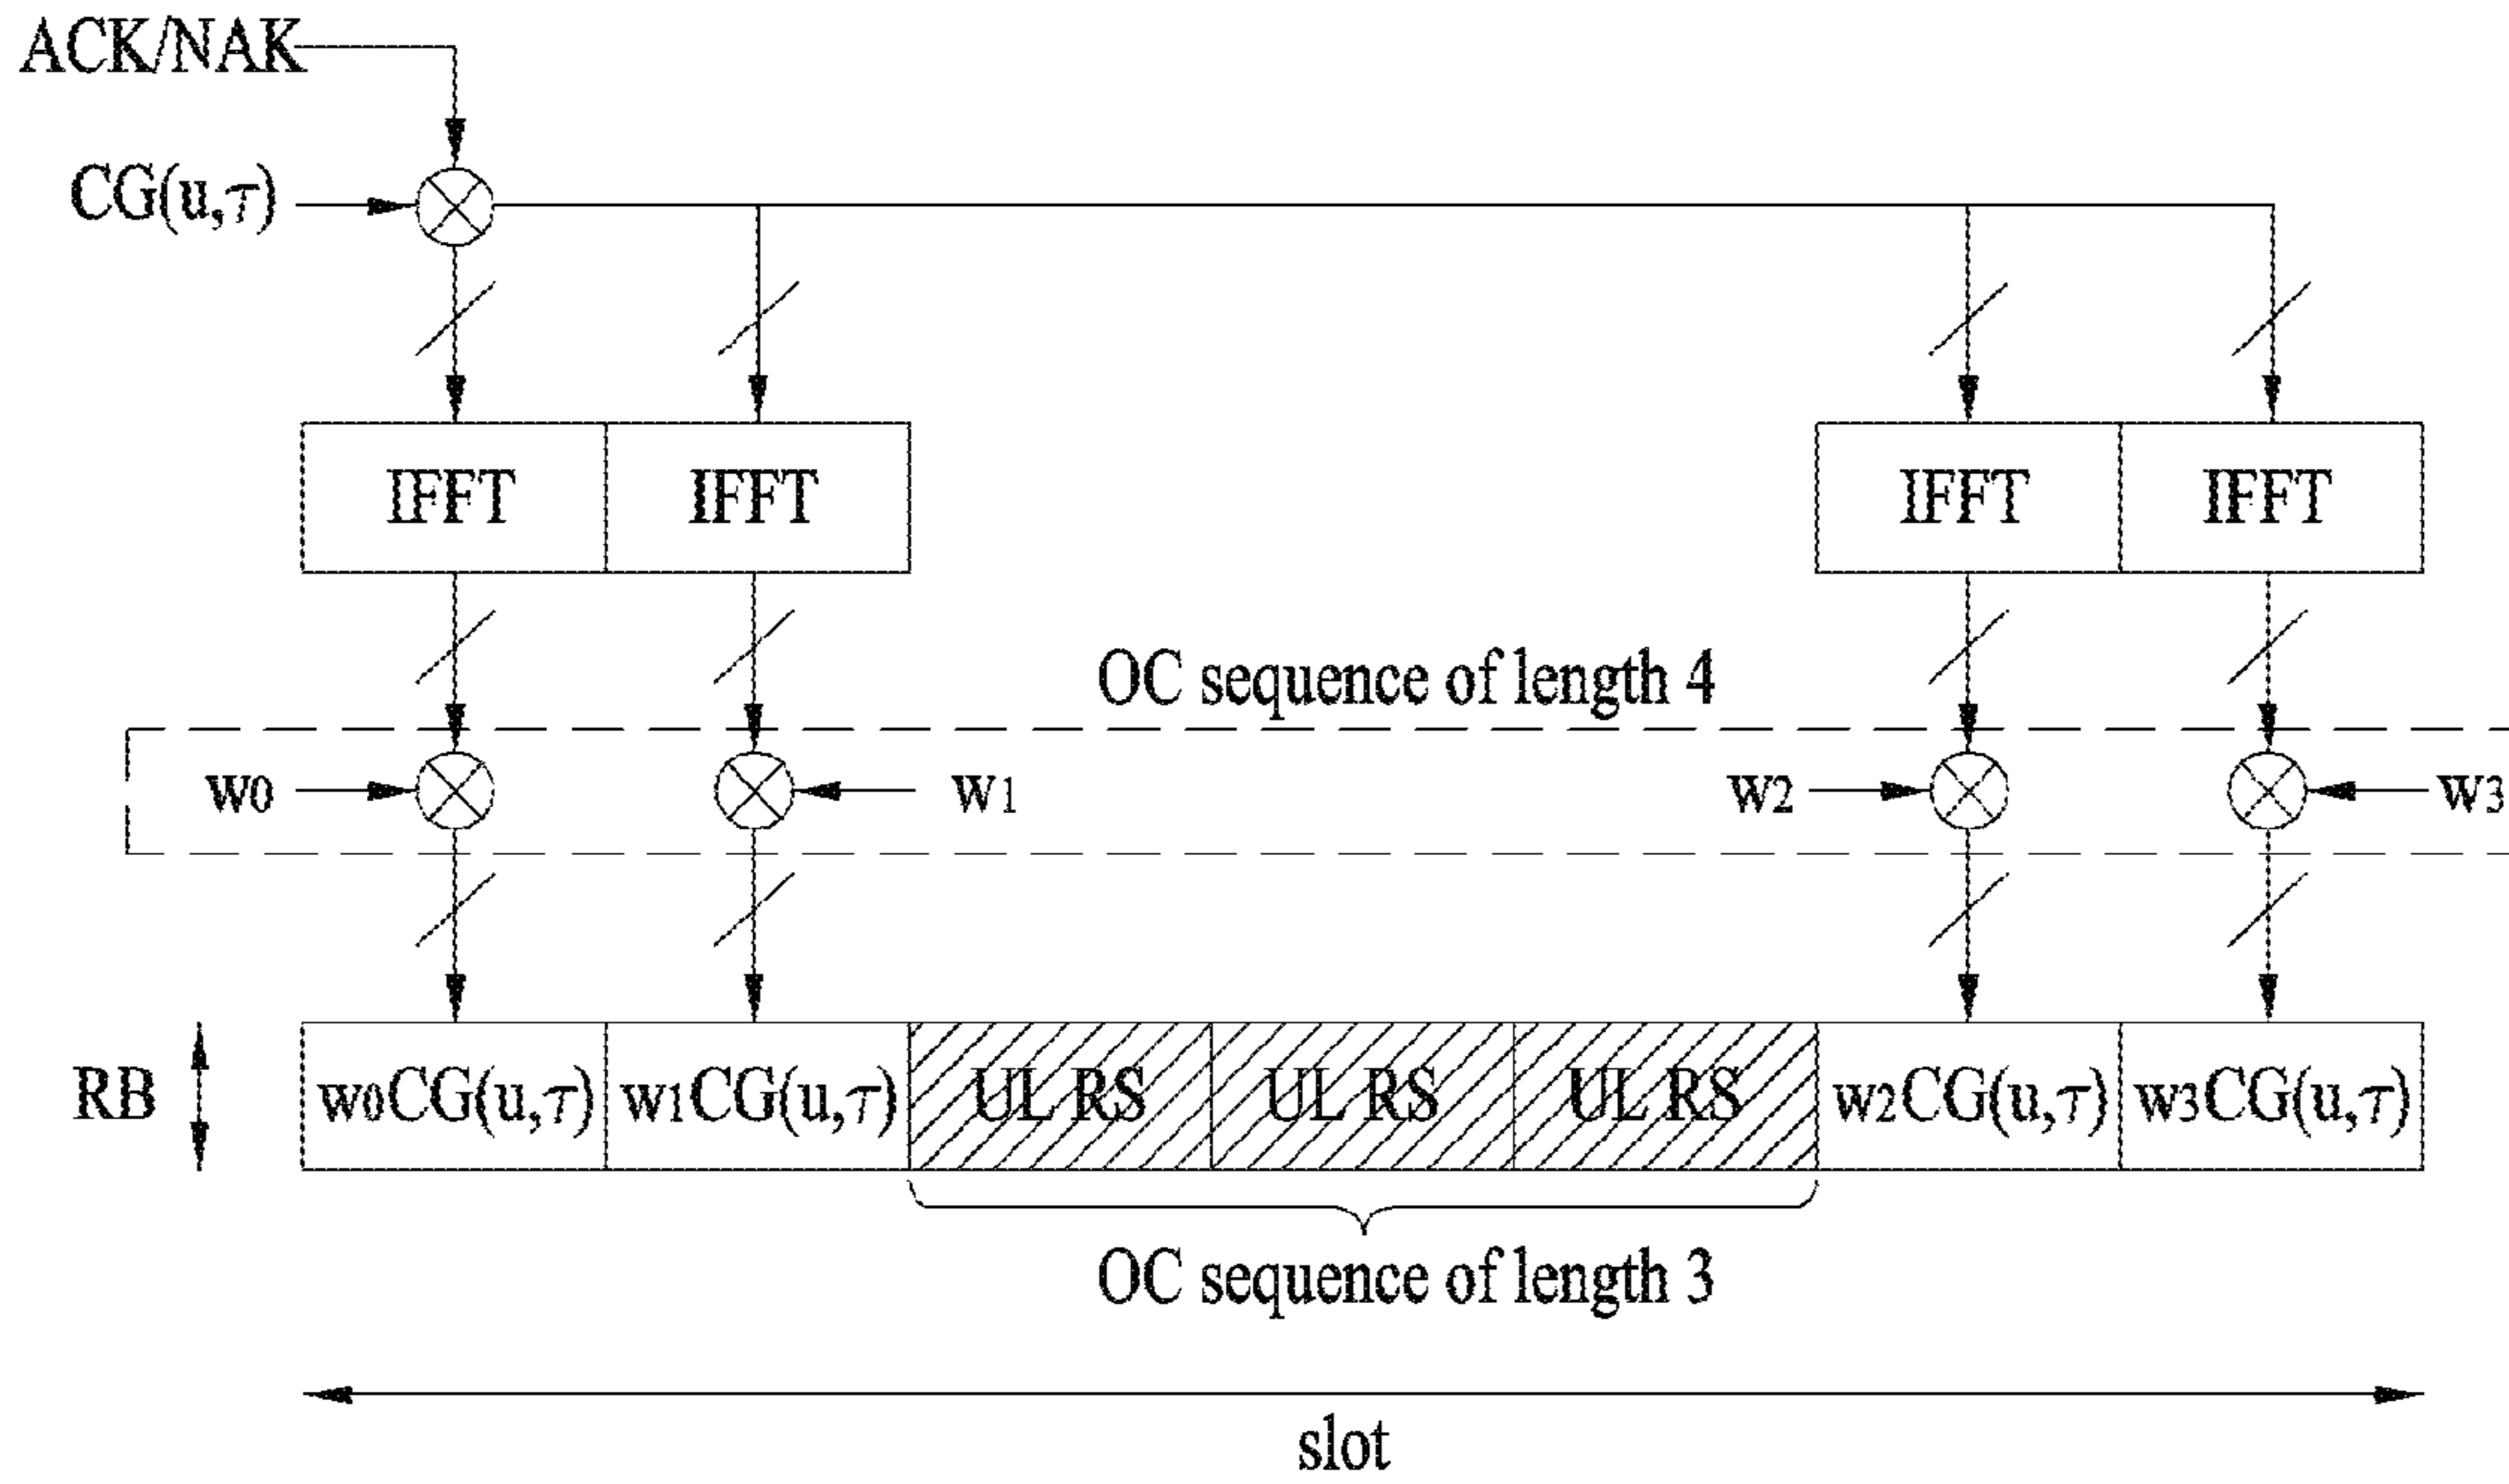 ACK/NAK
CG(u,τ)
IFFT IFFT IFFT IFFT
OC sequence of length 4
w0 w1 w2 w3
RB w0CG(u,τ) w1CG(u,τ) UL RS UL RS UL RS w2CG(u,τ) w3CG(u,τ)
OC sequence of length 3
slot